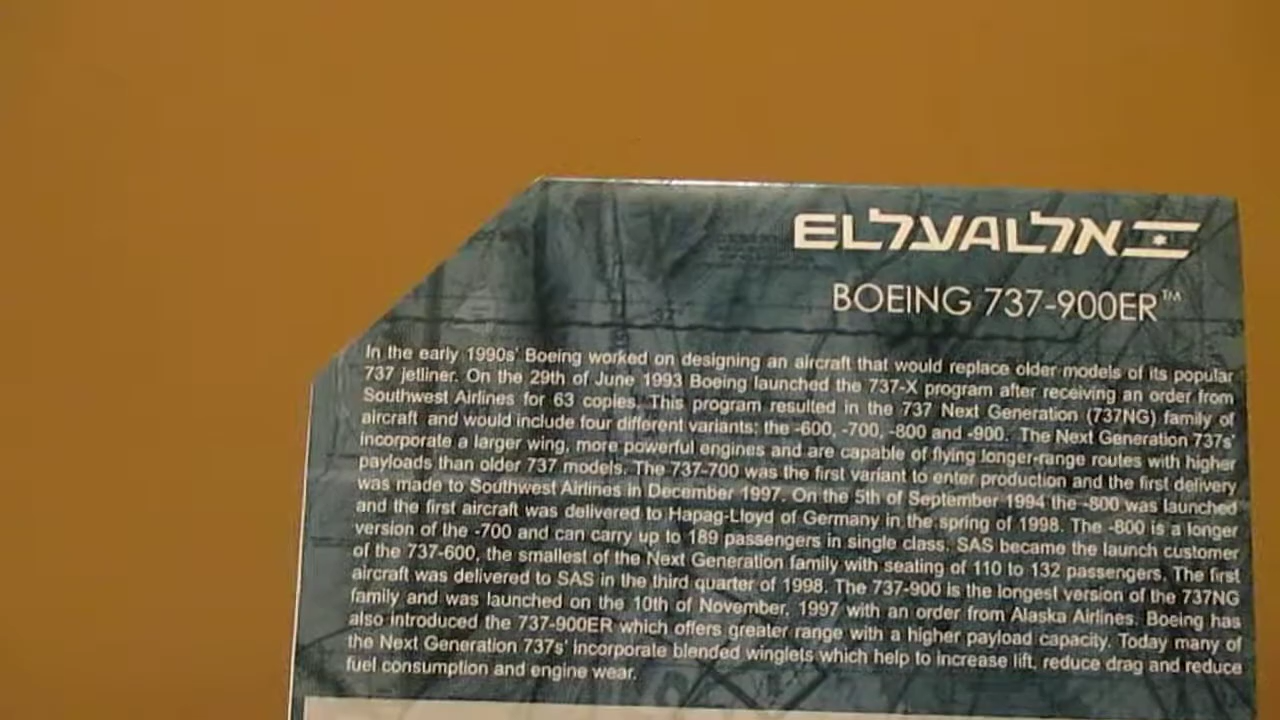 ELאלעלALאל
BOEING 737-900ER™
In the early 1990s' Boeing worked on designing an aircraft that would replace older models of its popular
737 jetliner. On the 29th of June 1993 Boeing launched the 737-X program after receiving an order from
Southwest Airlines for 63 copies. This program resulted in the 737 Next Generation (737NG) family of
aircraft and would include four different variants: the -600, -700, -800 and -900. The Next Generation 737s'
incorporate a larger wing, more powerful engines and are capable of flying longer-range routes with higher
payloads than older 737 models. The 737-700 was the first variant to enter production and the first delivery
was made to Southwest Airlines in December 1997. On the 5th of September 1994 the -800 was launched
and the first aircraft was delivered to Hapag-Lloyd of Germany in the spring of 1998. The -800 is a longer
version of the -700 and can carry up to 189 passengers in single class. SAS became the launch customer
of the 737-600, the smallest of the Next Generation family with seating of 110 to 132 passengers. The first
aircraft was delivered to SAS in the third quarter of 1998. The 737-900 is the longest version of the 737NG
family and was launched on the 10th of November, 1997 with an order from Alaska Airlines. Boeing has
also introduced the 737-900ER which offers greater range with a higher payload capacity. Today many of
the Next Generation 737s' incorporate blended winglets which help to increase lift, reduce drag and reduce
fuel consumption and engine wear.